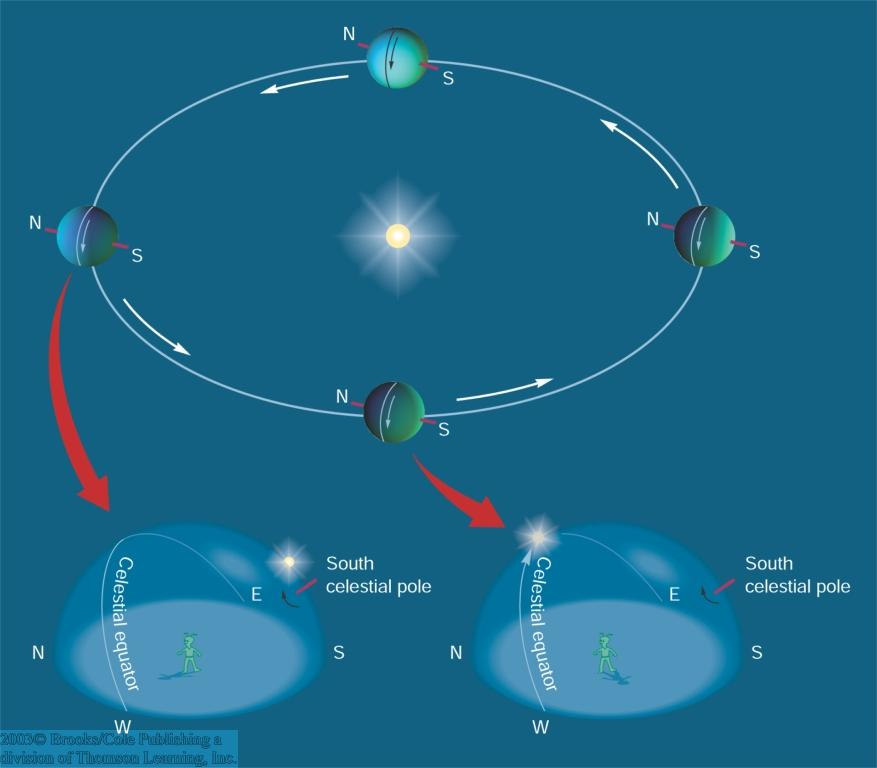 N
S
N
S
N
S
N
S
South
celestial pole
Celestial equator
E
N
S
W
South
celestial pole
Celestial equator
E
N
S
W
2003© Brooks/Cole Publishing a
division of Thomson Learning, Inc.